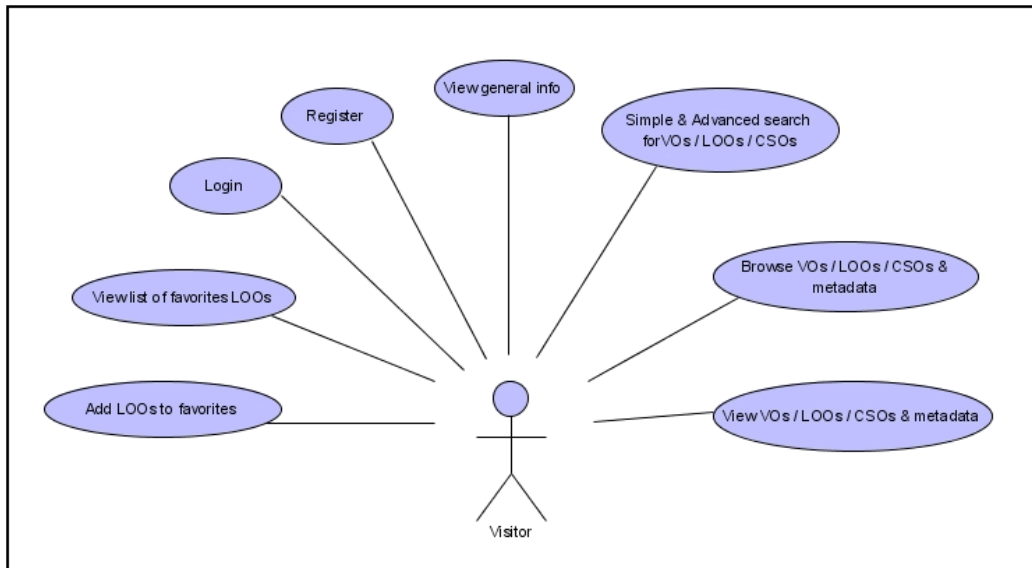 View general info
Register
Simple & Advanced search
for VOs / LOOs / CSOs
Login
Browse VOs / LOOs / CSOs &
metadata
View list of favorites LOOs
Add LOOs to favorites
View VOs / LOOs / CSOs & metadata
Visitor